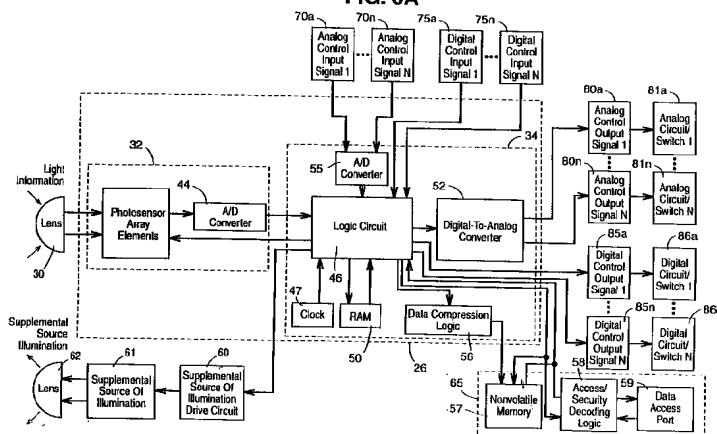 FIG. 6A
70a
70n
75a
75n
Analog
Control
Input
Signal 1
Analog
Control
Input
Signal N
Digital
Control
Input
Signal 1
Digital
Control
Input
Signal N
80a
81a
Analog
Control
Output
Signal 1
Analog
Circuit/
Switch 1
80n
81n
Analog
Control
Output
Signal N
Analog
Circuit/
Switch N
32
34
55
A/D
Converter
Light
Information
44
52
Lens
30
Photosensor
Array
Elements
A/D
Converter
Logic Circuit
46
Digital-To-Analog
Converter
85a
86a
Digital
Control
Output
Signal 1
Digital
Circuit/
Switch 1
47
Clock
RAM
50
Data Compression
Logic
56
85n
86
Digital
Control
Output
Signal N
Digital
Circuit/
Switch N
Supplemental
Source
Illumination
62
61
60
26
Lens
Supplemental
Source Of
Illumination
Supplemental
Source Of
Illumination
Drive Circuit
65
57
Nonvolatile
Memory
58
Access/
Security
Decoding
Logic
59
Data
Access
Port